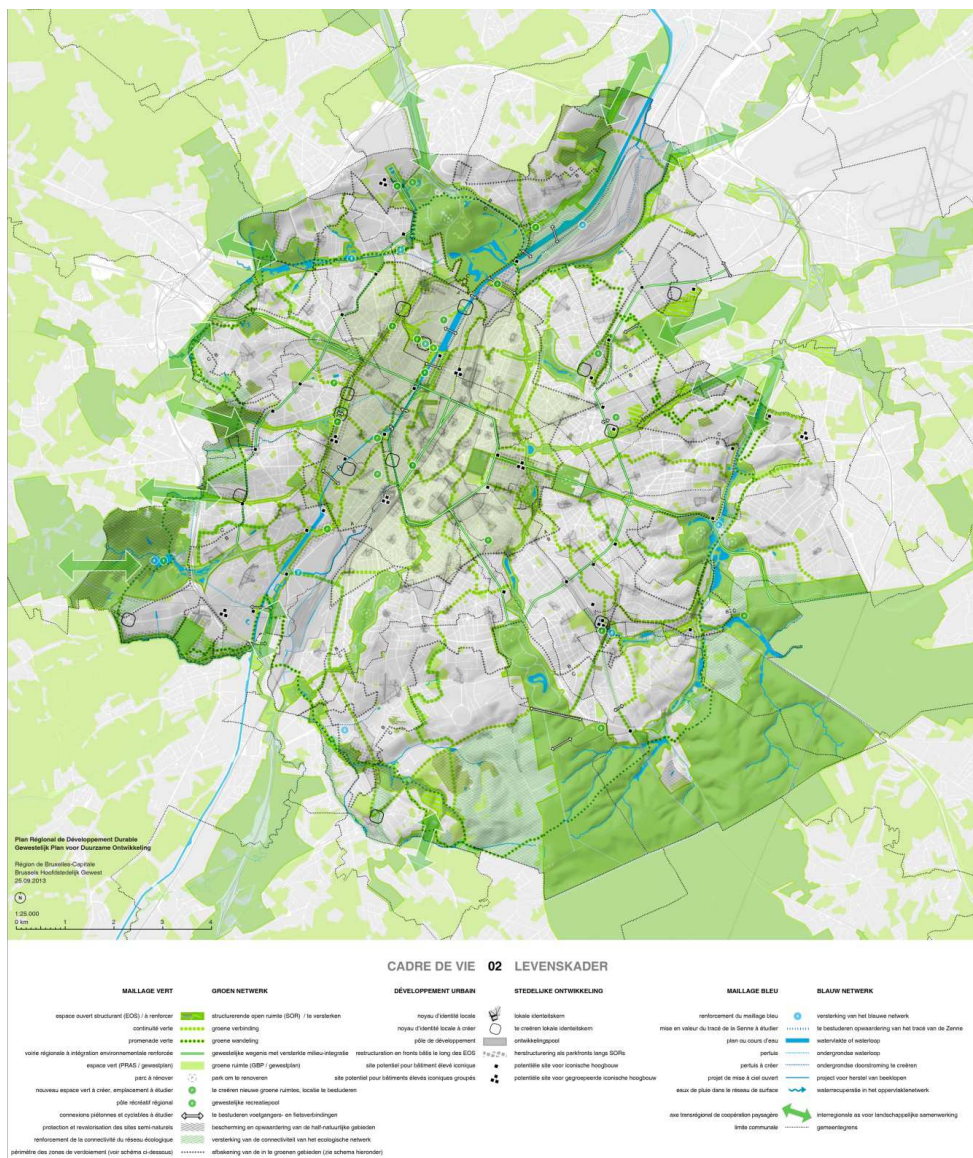 Plan Régional de Développement Durable
Gewestelijk Plan voor Duurzame Ontwikkeling
Région de Bruxelles-Capitale
Brussels Hoofdstedelijk Gewest
25.09.2013
N
1:25.000
0 km 1 2 3 4
CADRE DE VIE 02 LEVENSKADER
MAILLAGE VERT GROEN NETWERK
espace ouvert structurant (EOS) / à renforcer structurerende open ruimte (SOR) / te versterken
continuité verte groene verbinding
promenade verte groene wandeling
voirie régionale à intégration environnementale renforcée gewestelijke wegenis met versterkte milieu-integratie
espace vert (PRAS / gewestplan) groene ruimte (GBP / gewestplan)
parc à rénover park om te renoveren
nouveau espace vert à créer, emplacement à étudier te creëren nieuwe groene ruimtes, locatie te bestuderen
pôle récréatif régional gewestelijke recreatiepool
connexions piétonnes et cyclables à étudier te bestuderen voetgangers- en fietsverbindingen
protection et revalorisation des sites semi-naturels bescherming en opwaardering van de half-natuurlijke gebieden
renforcement de la connectivité du réseau écologique versterking van de connectiviteit van het ecologische netwerk
périmètre des zones de verdoiement (voir schéma ci-dessous) afbakening van de in te groenen gebieden (zie schema hieronder)
DÉVELOPPEMENT URBAIN STEDELIJKE ONTWIKKELING
noyau d'identité locale lokale identeitskern
noyau d'identité locale à créer te creëren lokale identeitskern
pôle de développement ontwikkelingspool
restructuration en fronts bâtis le long des EOS herstructurering als parkfronts langs SORs
site potentiel pour bâtiment élevé iconique potentiële site voor iconische hoogbouw
site potentiel pour bâtiments élevés iconiques groupés potentiële site voor gegroepeerde iconische hoogbouw
MAILLAGE BLEU BLAUW NETWERK
renforcement du maillage bleu versterking van het blauwe netwerk
mise en valeur du tracé de la Senne à étudier te bestuderen opwaardering van het tracé van de Zenne
plan ou cours d'eau watervlakte of waterloop
pertuis ondergrondse waterloop
pertuis à créer ondergrondse doorstroming te creëren
projet de mise à ciel ouvert project voor herstel van beeklopen
eaux de pluie dans le réseau de surface waterrecuperatie in het oppervlaktenetwerk
axe transrégional de coopération paysagère interregionale as voor landschappelijke samenwerking
limite communale gemeentegrens